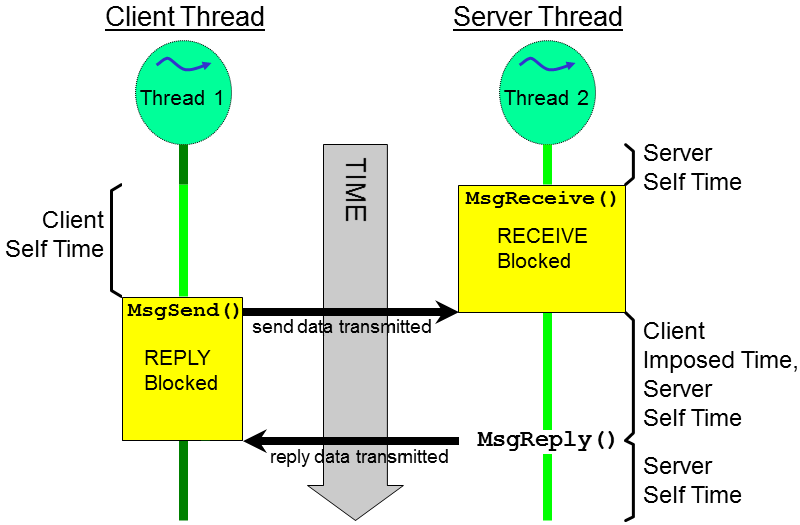 Client Thread
Server Thread
Thread 1
Thread 2
TIME
Server
Self Time
Client
Self Time
MsgReceive()
RECEIVE
Blocked
MsgSend()
REPLY
Blocked
send data transmitted
Client
Imposed Time,
Server
Self Time
MsgReply()
reply data transmitted
Server
Self Time